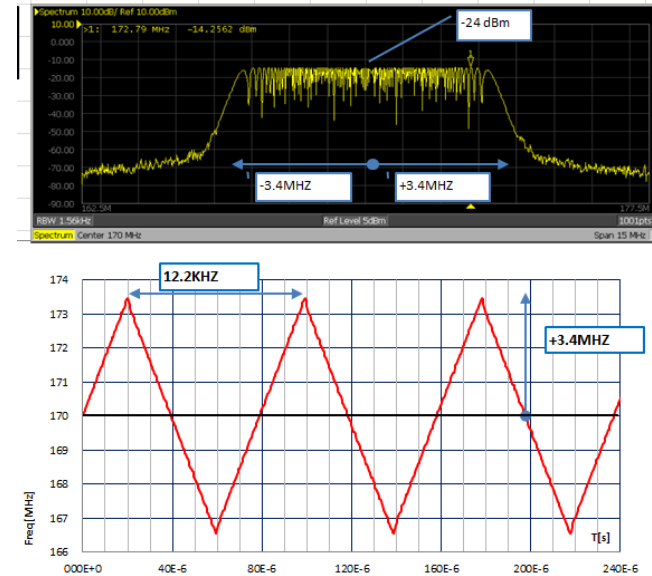 Spectrum 10.00dB/ Ref 10.00dBm
10.00
>1: 172.79 MHz -14.2562 dBm
-24 dBm
1
0.000
-10.00
-20.00
-30.00
-40.00
-50.00
-60.00
-70.00
-80.00
-90.00
-3.4MHZ
+3.4MHZ
162.5M
177.5M
RBW 1.56kHz
Ref Level 5dBm
1001pts
Spectrum
Center 170 MHz
Span 15 MHz
174
173
172
171
170
169
168
167
166
Freq[MHz]
12.2KHZ
+3.4MHZ
T[s]
000E+0
40E-6
80E-6
120E-6
160E-6
200E-6
240E-6